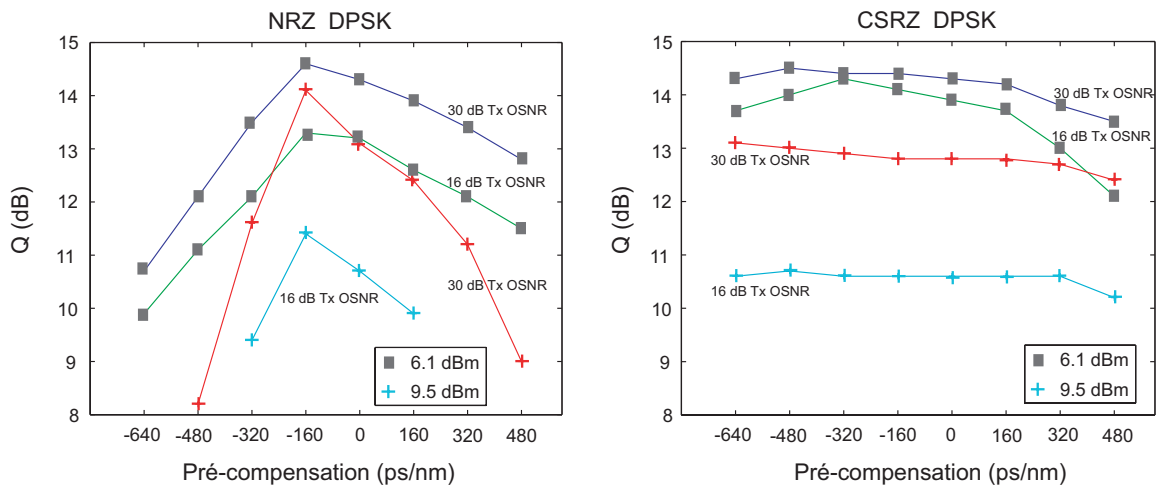 NRZ DPSK
15
14
13
12
11
10
9
8
Q (dB)
30 dB Tx OSNR
16 dB Tx OSNR
30 dB Tx OSNR
16 dB Tx OSNR
6.1 dBm
9.5 dBm
-640 -480 -320 -160 0 160 320 480
Pré-compensation (ps/nm)
CSRZ DPSK
15
14
13
12
11
10
9
8
Q (dB)
30 dB Tx OSNR
16 dB Tx OSNR
30 dB Tx OSNR
16 dB Tx OSNR
6.1 dBm
9.5 dBm
-640 -480 -320 -160 0 160 320 480
Pré-compensation (ps/nm)